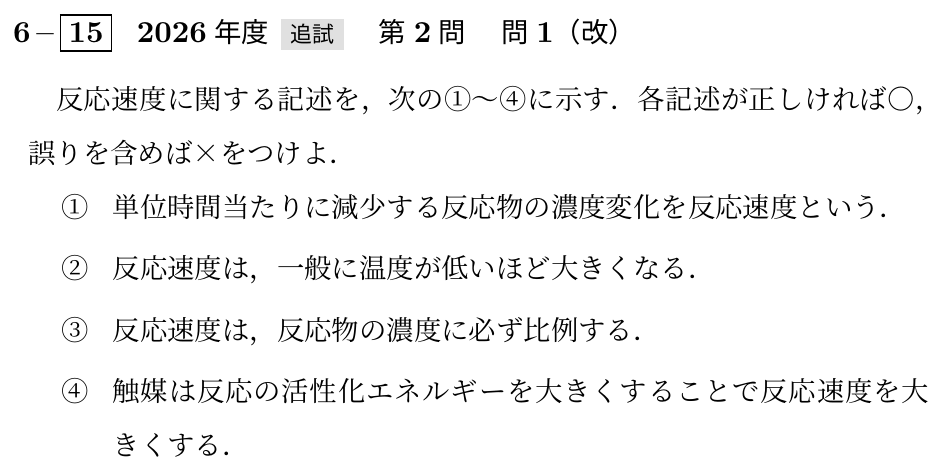 6-15 2026 年度 追試 第 2 問 問 1（改）
反応速度に関する記述を，次の①～④に示す．各記述が正しければ○，
誤りを含めば×をつけよ．
① 単位時間当たりに減少する反応物の濃度変化を反応速度という．
② 反応速度は，一般に温度が低いほど大きくなる．
③ 反応速度は，反応物の濃度に必ず比例する．
④ 触媒は反応の活性化エネルギーを大きくすることで反応速度を大
きくする．